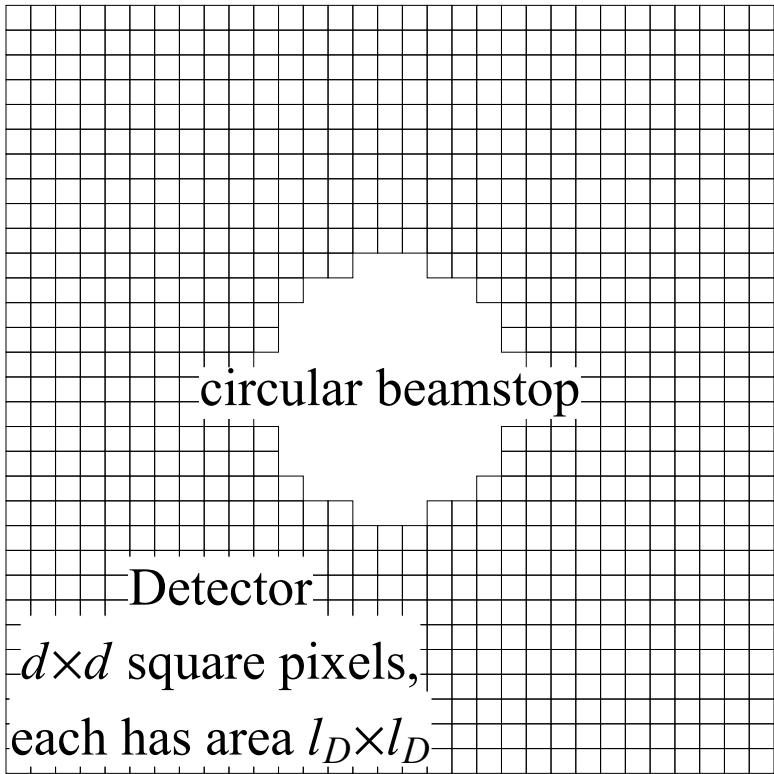 circular beamstop
Detector
d×d square pixels,
each has area l_D×l_D